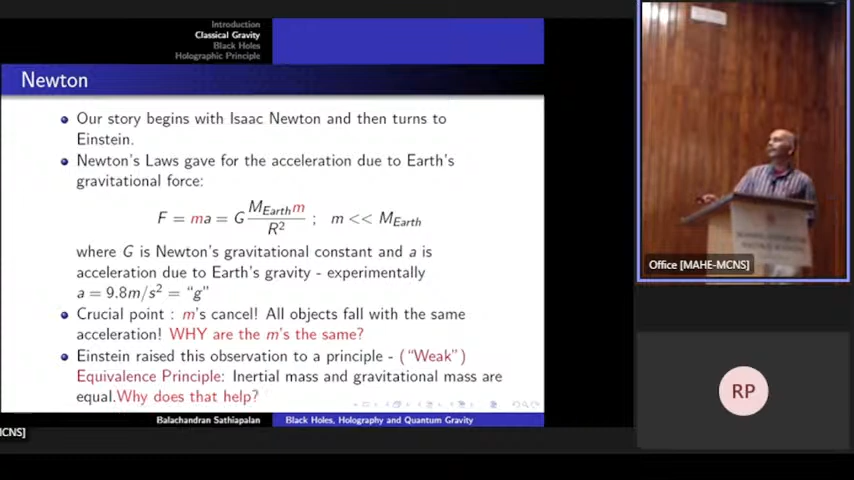 Introduction
Classical Gravity
Black Holes
Holographic Principle
Newton
Our story begins with Isaac Newton and then turns to
Einstein.
Newton's Laws gave for the acceleration due to Earth's
gravitational force:
F = ma = G M_Earth m / R² ; m << M_Earth
where G is Newton's gravitational constant and a is
acceleration due to Earth's gravity - experimentally
a = 9.8m/s² = "g"
Crucial point : m's cancel! All objects fall with the same
acceleration! WHY are the m's the same?
Einstein raised this observation to a principle - ("Weak")
Equivalence Principle: Inertial mass and gravitational mass are
equal.Why does that help?
Balachandran Sathiapalan
Black Holes, Holography and Quantum Gravity
CNS]
Office [MAHE-MCNS]
RP